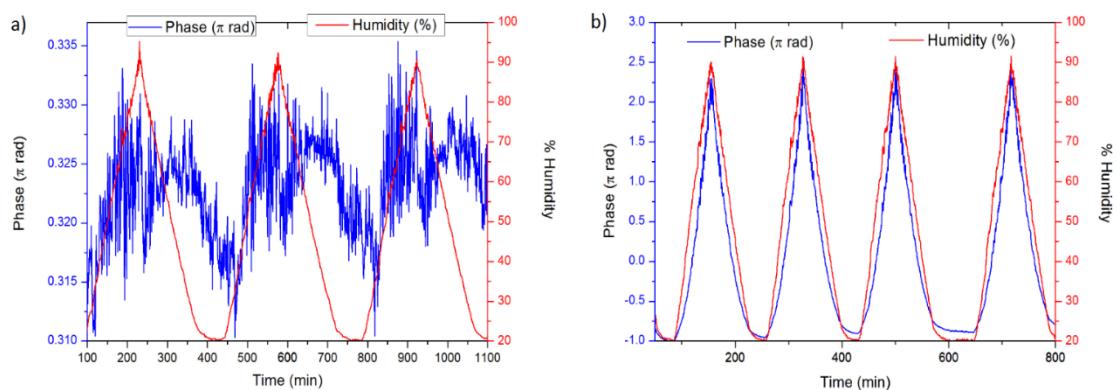 a)
Phase (π rad)
Humidity (%)
0.335
0.330
0.325
0.320
0.315
0.310
Phase (π rad)
100
90
80
70
60
50
40
30
20
% Humidity
100 200 300 400 500 600 700 800 900 1000 1100
Time (min)
b)
Phase (π rad)
Humidity (%)
3.0
2.5
2.0
1.5
1.0
0.5
0.0
-0.5
-1.0
Phase (π rad)
100
90
80
70
60
50
40
30
20
% Humidity
200 400 600 800
Time (min)